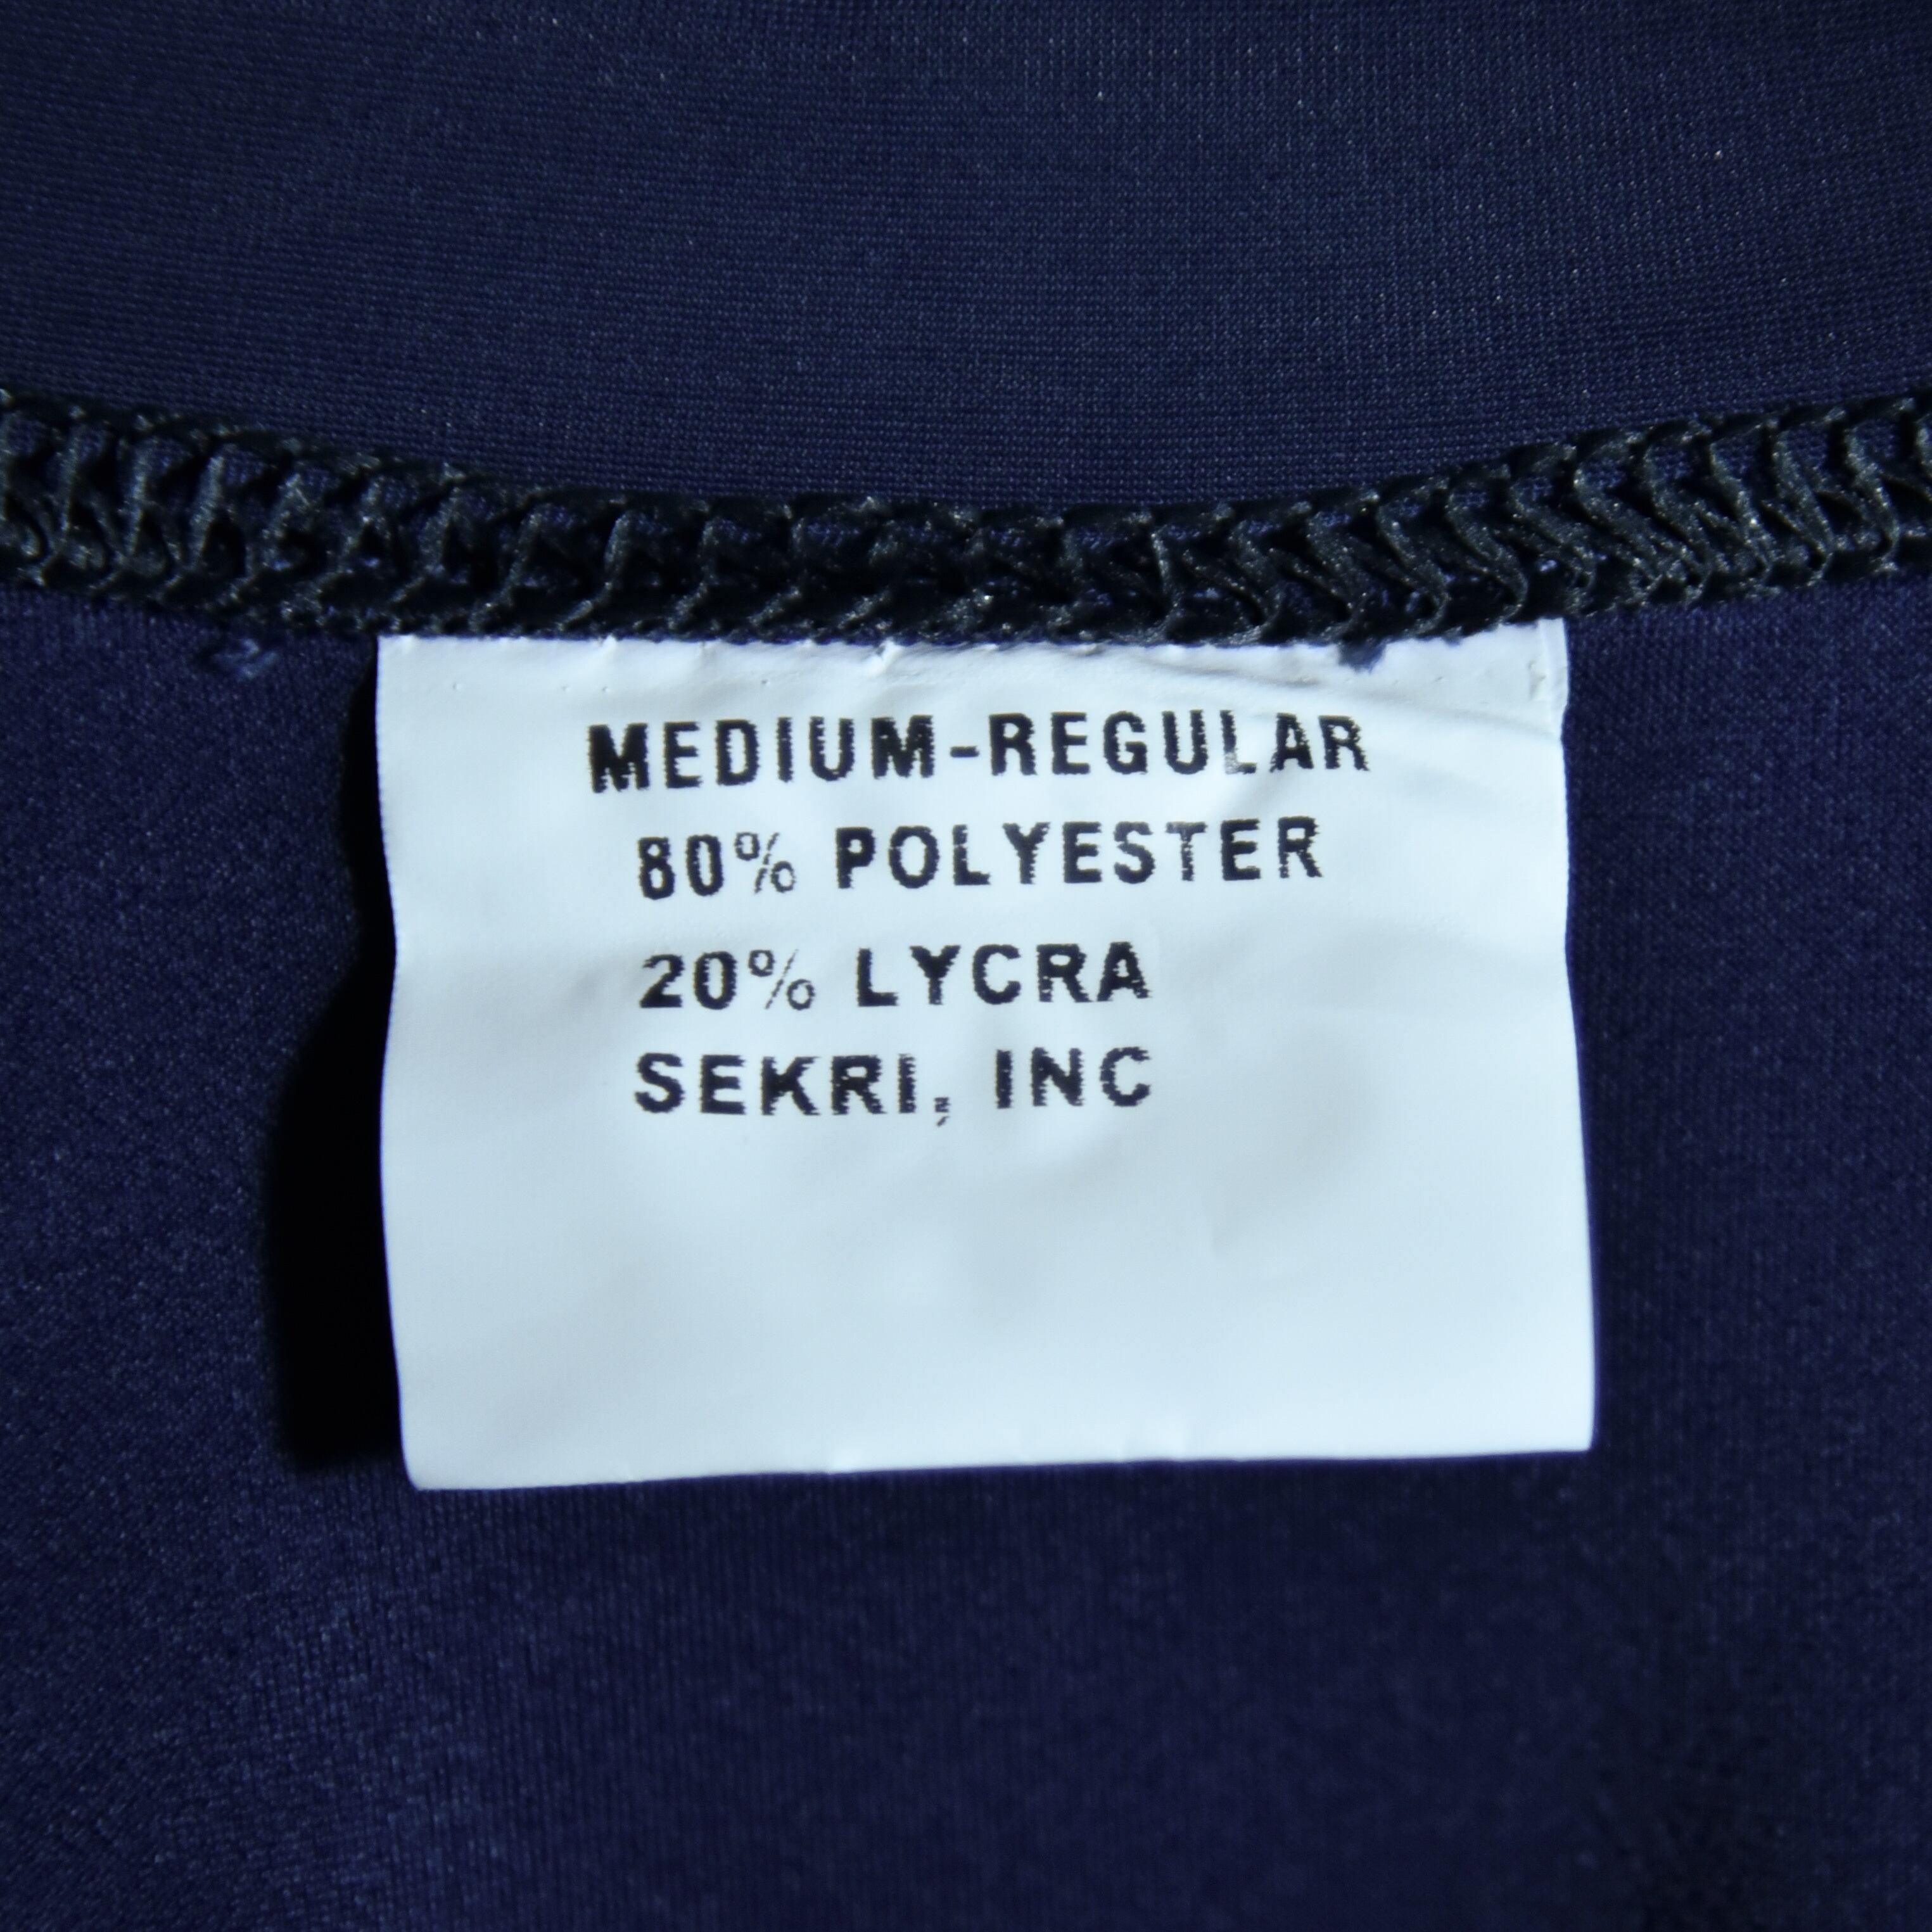 MEDIUM-REGULAR
80% POLYESTER
20% LYCRA
SEKRI, INC